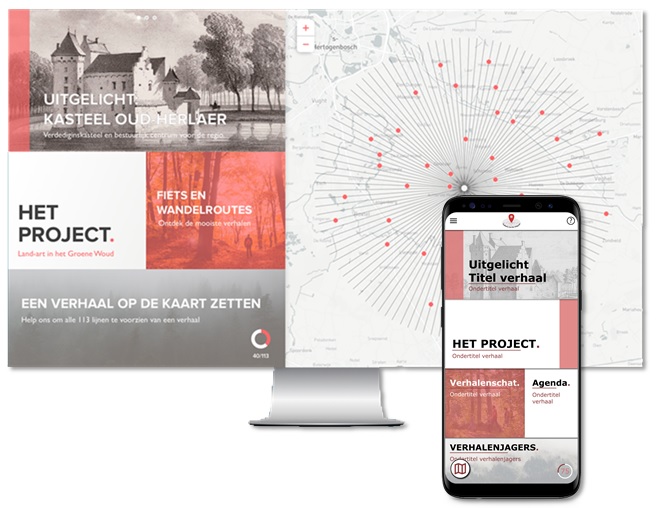 UITGELICHT:
KASTEEL OUD HERLAER
Verdedigingskasteel en bestuurlijk centrum voor de regio.
HET
PROJECT.
Land-art in het Groene Woud
FIETS EN
WANDELROUTES
Ontdek de mooiste verhalen
EEN VERHAAL OP DE KAART ZETTEN
Help ons om alle 113 lijnen te voorzien van een verhaal
40/113
+
−
Hertogenbosch
Uitgelicht
Titel verhaal
Ondertitel verhaal
HET PROJECT.
Ondertitel verhaal
Verhalenschat.
Ondertitel verhaal
Agenda.
Ondertitel
verhaal
VERHALENJAGERS.
Ondertitel verhalenjagers